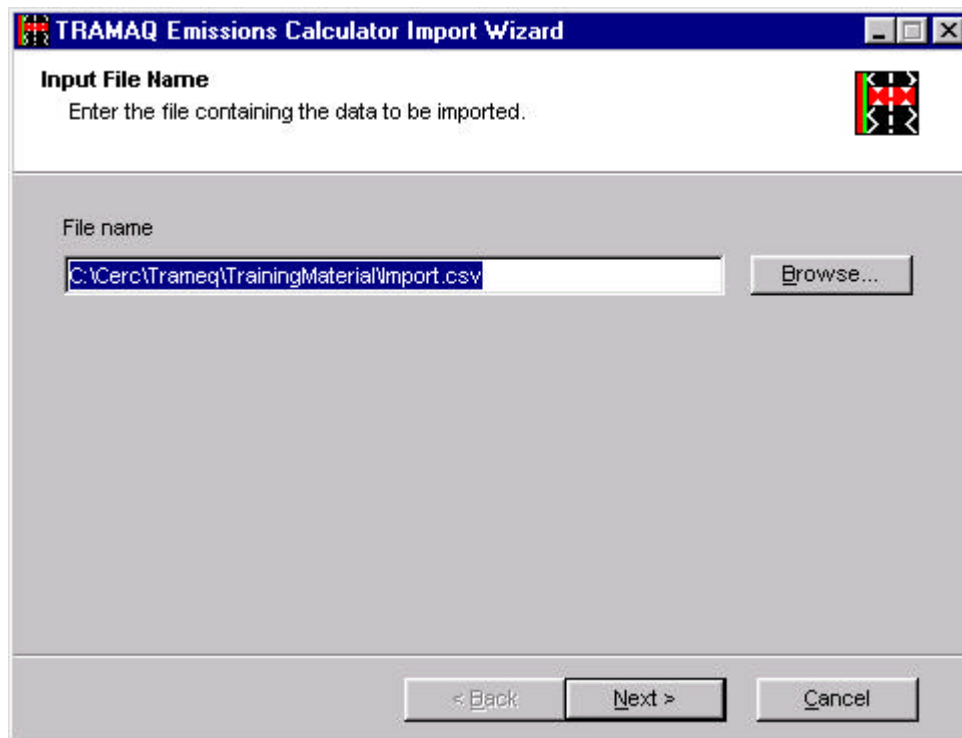 TRAMAQ Emissions Calculator Import Wizard
Input File Name
Enter the file containing the data to be imported.
File name
C:\Cerc\Trameq\TrainingMaterial\Import.csv
Browse...
< Back
Next >
Cancel